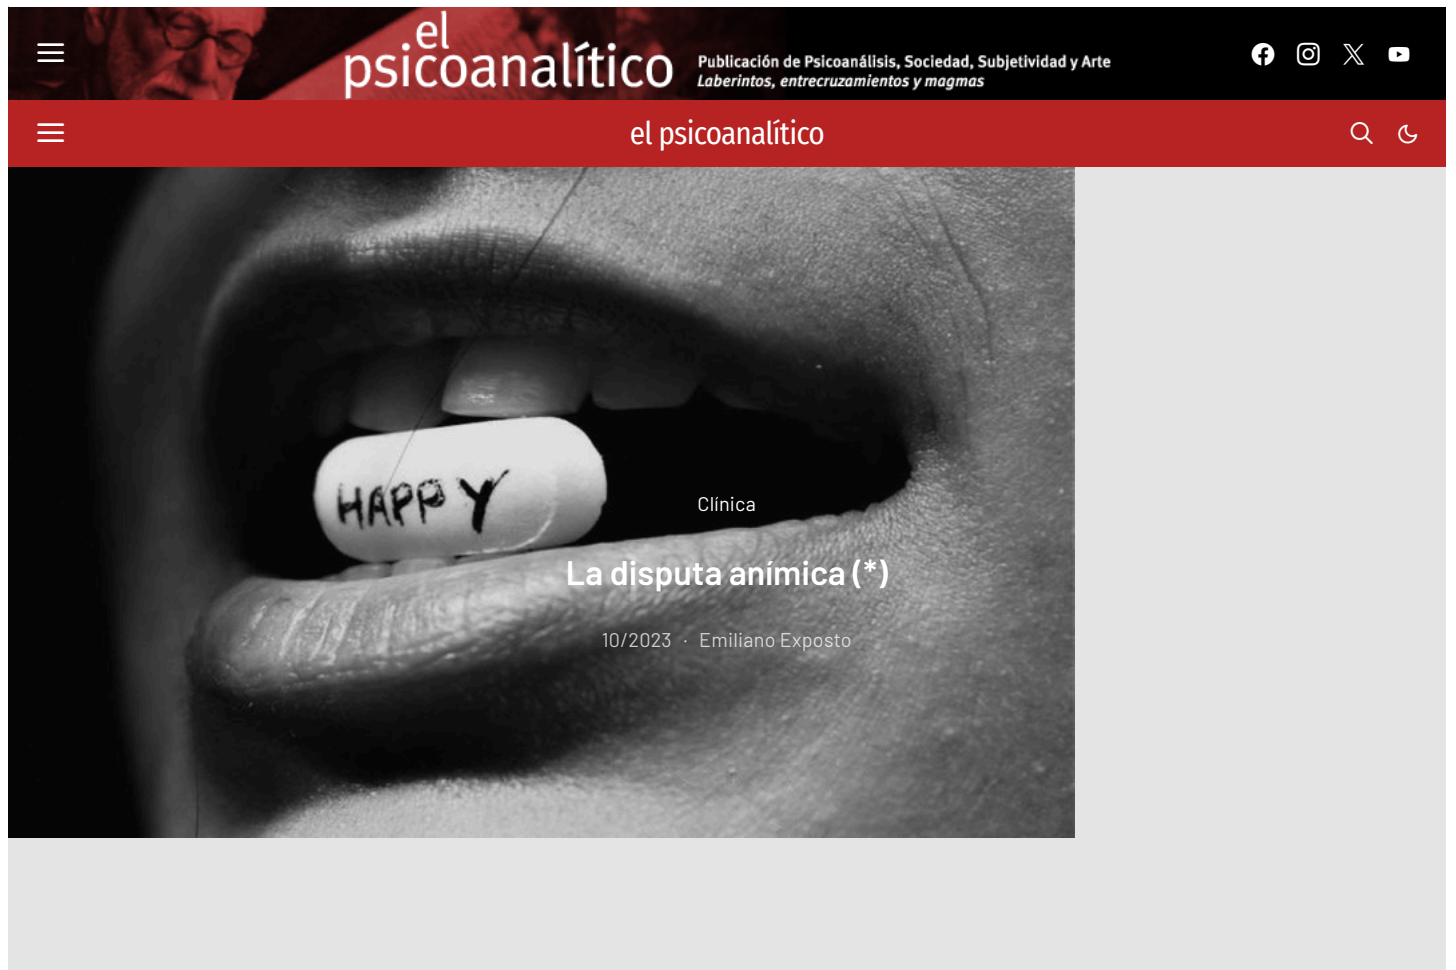 el
psicoanalítico
Publicación de Psicoanálisis, Sociedad, Subjetividad y Arte
Laberintos, entrecruzamientos y magmas
el psicoanalítico
HAPPY
Clínica
La disputa anímica (*)
10/2023 · Emiliano Exposto